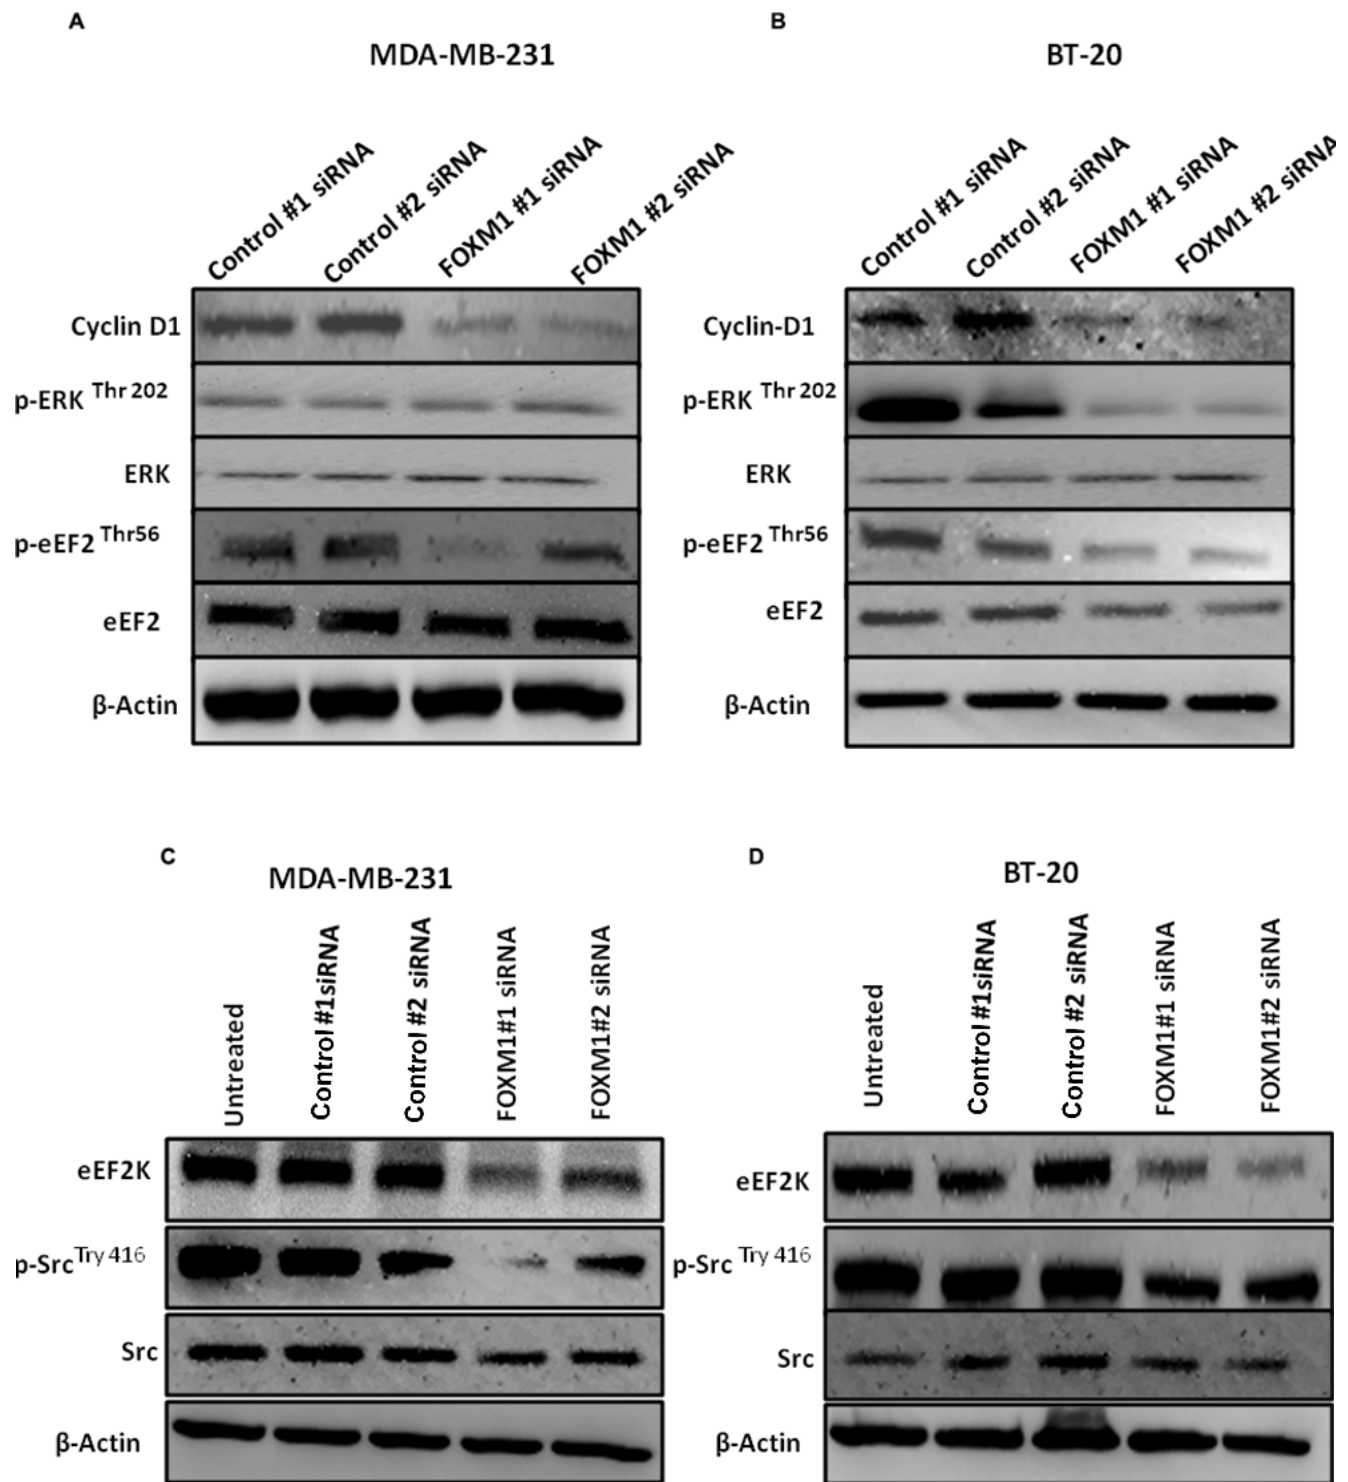 A
B
MDA-MB-231
BT-20
Control #1 siRNA
Control #2 siRNA
FOXM1 #1 siRNA
FOXM1 #2 siRNA
Control #1 siRNA
Control #2 siRNA
FOXM1 #1 siRNA
FOXM1 #2 siRNA
Cyclin D1
p-ERK Thr 202
ERK
p-eEF2 Thr56
eEF2
β-Actin
Cyclin-D1
p-ERK Thr 202
ERK
p-eEF2 Thr56
eEF2
β-Actin
C
D
MDA-MB-231
BT-20
Untreated
Control #1siRNA
Control #2 siRNA
FOXM1#1 siRNA
FOXM1#2 siRNA
Untreated
Control #1siRNA
Control #2 siRNA
FOXM1#1 siRNA
FOXM1#2 siRNA
eEF2K
p-Src Try 416
Src
β-Actin
eEF2K
p-Src Try 416
Src
β-Actin